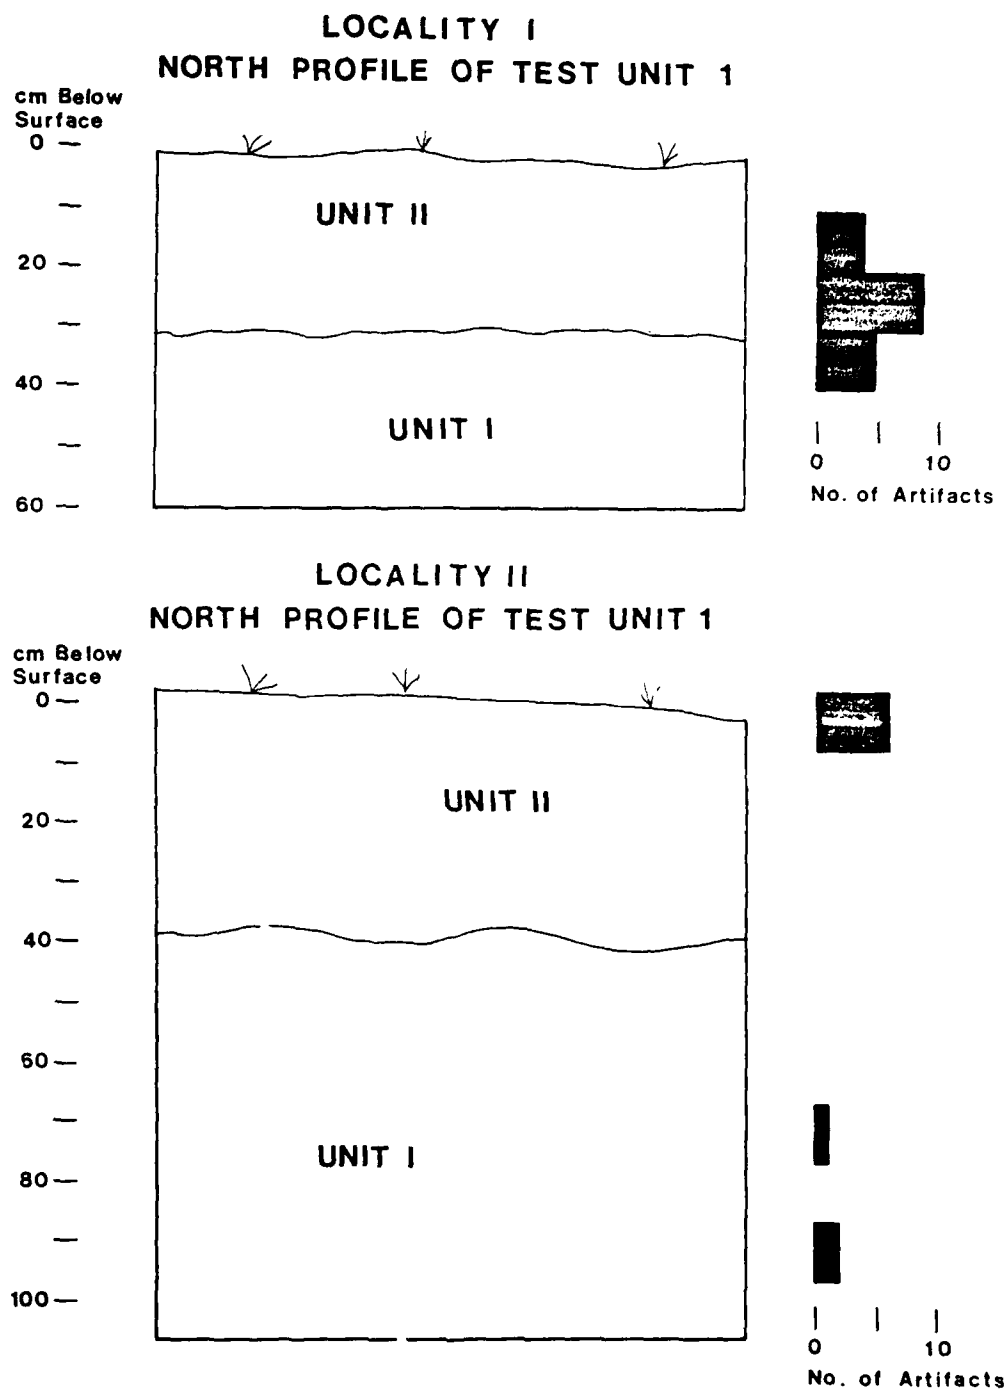 LOCALITY I
NORTH PROFILE OF TEST UNIT 1
cm Below
Surface
0
UNIT II
20
40
UNIT I
0 10
60
No. of Artifacts
LOCALITY II
NORTH PROFILE OF TEST UNIT 1
cm Below
Surface
0
UNIT II
20
40
60
UNIT I
80
100
0 10
No. of Artifacts